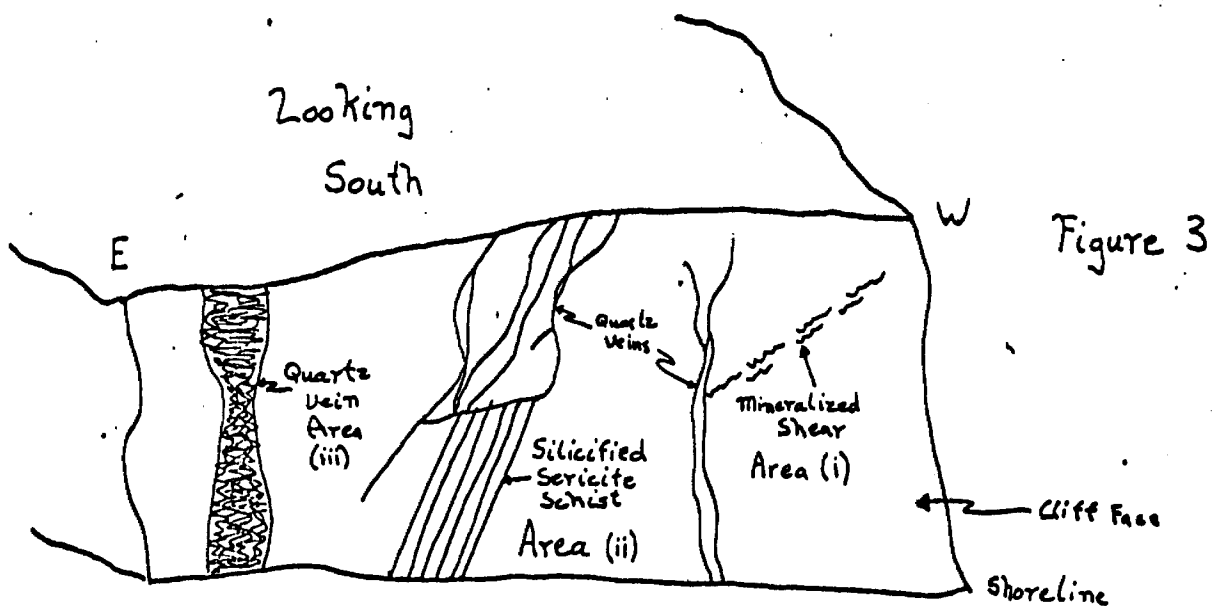 Looking
South
E
W
Figure 3
Quartz
Vein
Area
(iii)
Quartz
Veins
Mineralized
Shear
Area (i)
Silicified
Sericite
Schist
Area (ii)
Cliff Face
Shoreline